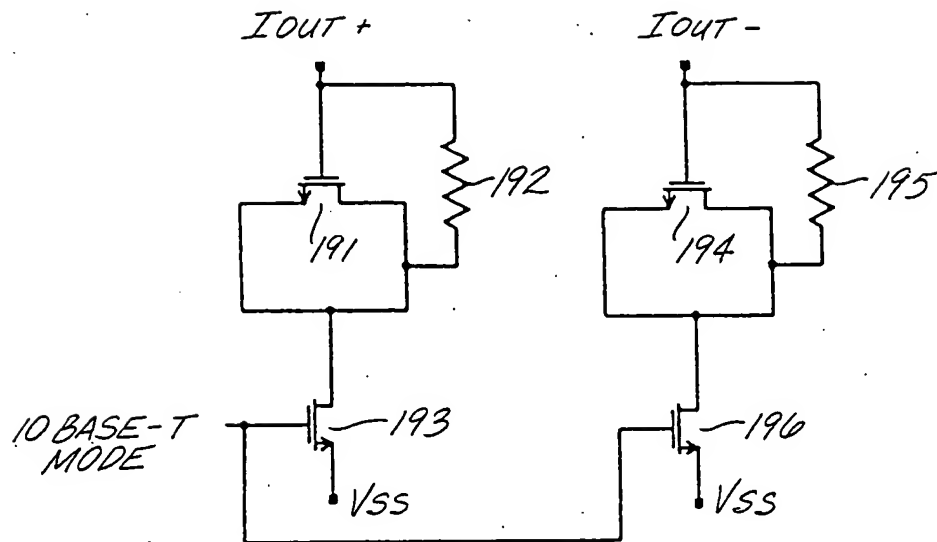 IOUT +
IOUT -
192
195
191
194
10 BASE-T
MODE
193
196
VSS
VSS